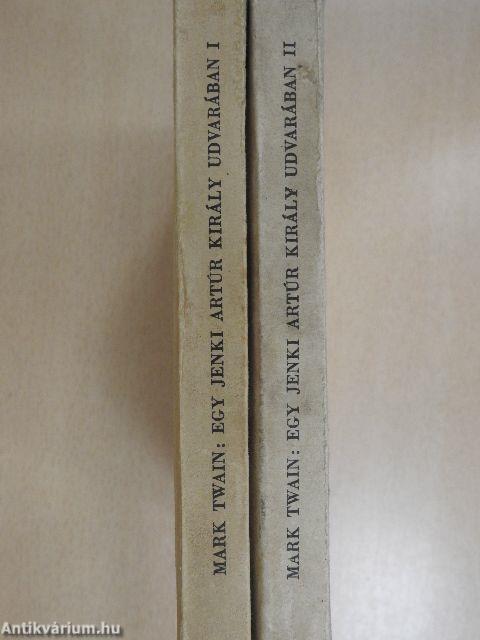 MARK TWAIN: EGY JENKI ARTÚR KIRÁLY UDVARÁBAN I
MARK TWAIN: EGY JENKI ARTÚR KIRÁLY UDVARÁBAN II
Antikvárium.hu